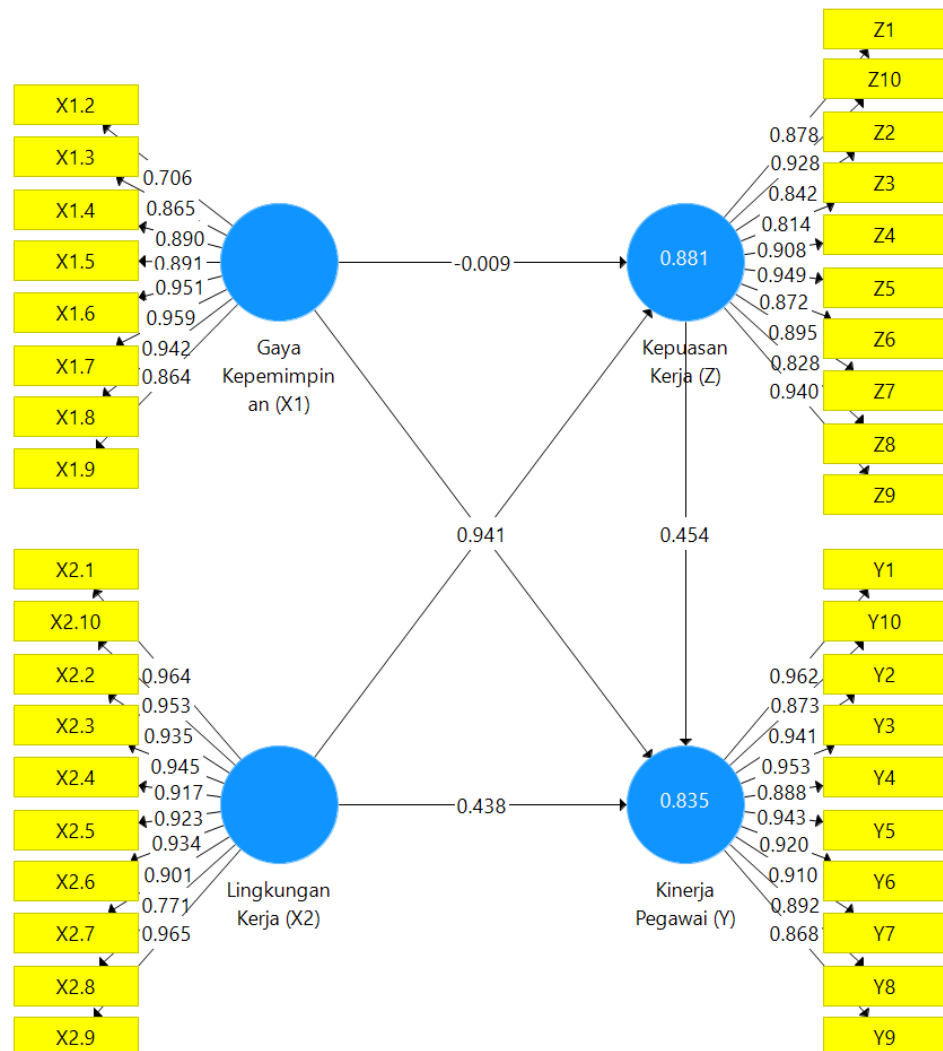 X1.2
X1.3
X1.4
X1.5
X1.6
X1.7
X1.8
X1.9
0.706
0.865
0.890
0.891
0.951
0.959
0.942
0.864
Gaya
Kepemimpin
an (X1)
-0.009
0.881
Kepuasan
Kerja (Z)
0.878
0.928
0.842
0.814
0.908
0.949
0.872
0.895
0.828
0.940
Z1
Z10
Z2
Z3
Z4
Z5
Z6
Z7
Z8
Z9
0.941
0.454
X2.1
X2.10
X2.2
X2.3
X2.4
X2.5
X2.6
X2.7
X2.8
X2.9
0.964
0.953
0.935
0.945
0.917
0.923
0.934
0.901
0.771
0.965
Lingkungan
Kerja (X2)
0.438
0.835
Kinerja
Pegawai (Y)
0.962
0.873
0.941
0.953
0.888
0.943
0.920
0.910
0.892
0.868
Y1
Y10
Y2
Y3
Y4
Y5
Y6
Y7
Y8
Y9